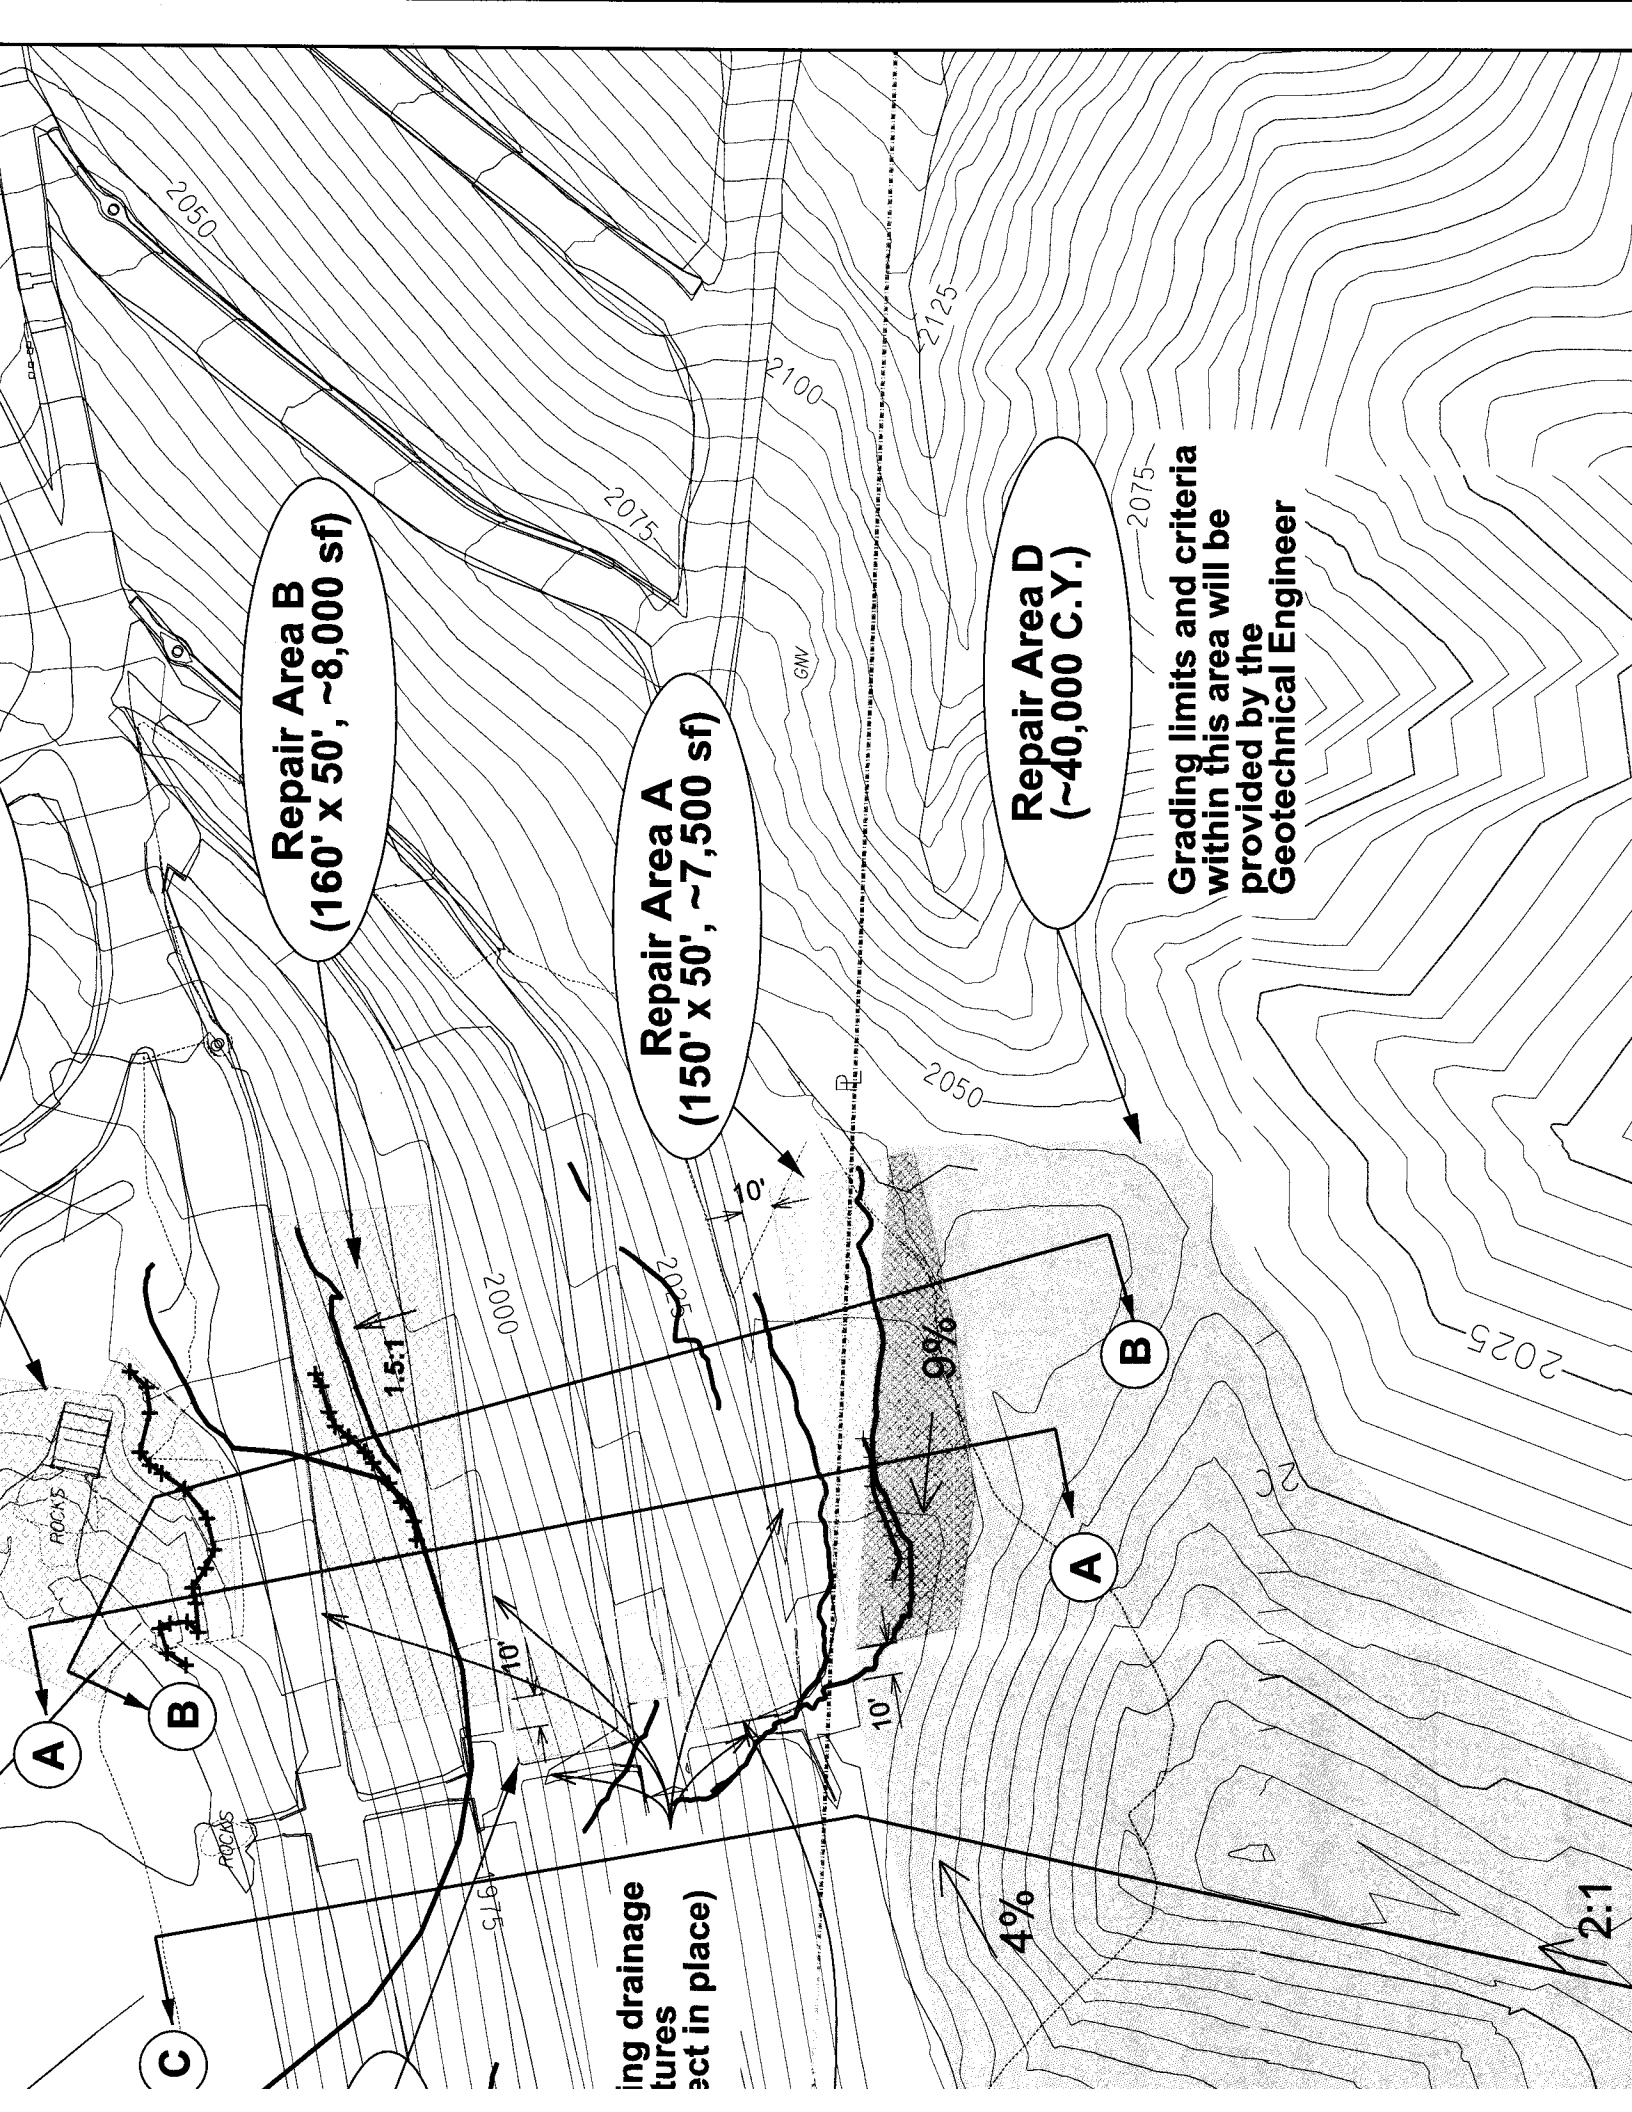 2050
2100
2125
2075
2075
Repair Area B
(160' x 50', ~8,000 sf)
Repair Area A
(150' x 50', ~7,500 sf)
Repair Area D
(~40,000 C.Y.)
Grading limits and criteria
within this area will be
provided by the
Geotechnical Engineer
GNV
PL
2050
10'
2000
2025
1.5:1
9%
B
2025
ROCKS
A
10'
10'
B
A
ROCKS
1975
ing drainage
tures
ect in place)
4%
2:1
C